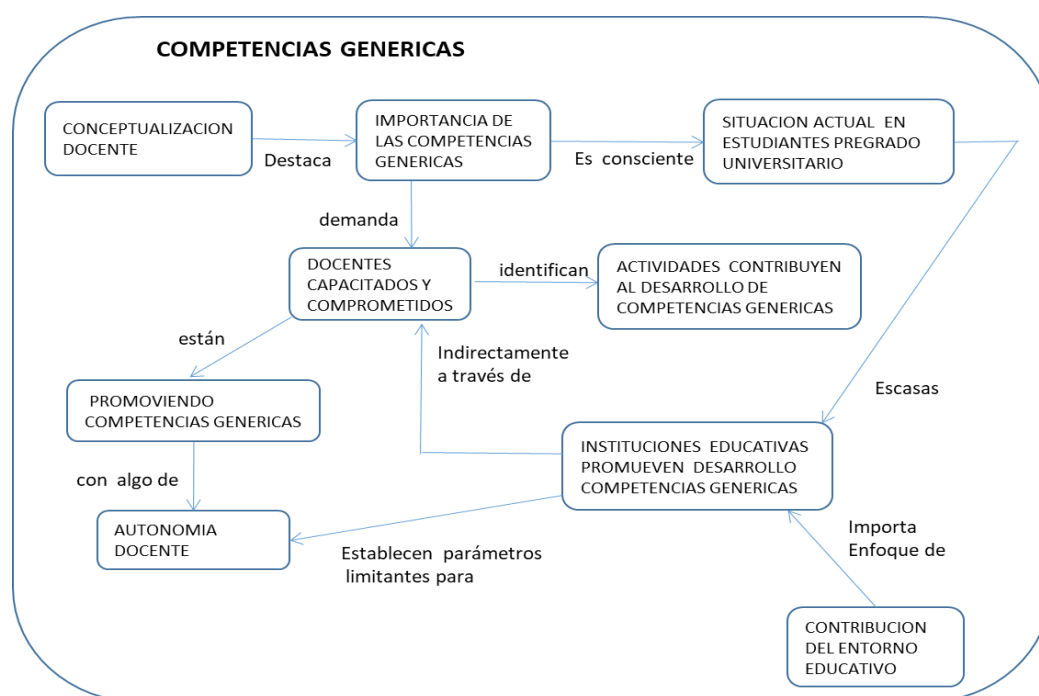 COMPETENCIAS GENERICAS
CONCEPTUALIZACION
DOCENTE
Destaca
IMPORTANCIA DE
LAS COMPETENCIAS
GENERICAS
Es consciente
SITUACION ACTUAL EN
ESTUDIANTES PREGRADO
UNIVERSITARIO
demanda
DOCENTES
CAPACITADOS Y
COMPROMETIDOS
identifican
ACTIVIDADES CONTRIBUYEN
AL DESARROLLO DE
COMPETENCIAS GENERICAS
están
Indirectamente
a través de
Escasas
PROMOVIENDO
COMPETENCIAS GENERICAS
INSTITUCIONES EDUCATIVAS
PROMUEVEN DESARROLLO
COMPETENCIAS GENERICAS
con algo de
AUTONOMIA
DOCENTE
Establecen parámetros
limitantes para
Importa
Enfoque de
CONTRIBUCION
DEL ENTORNO
EDUCATIVO